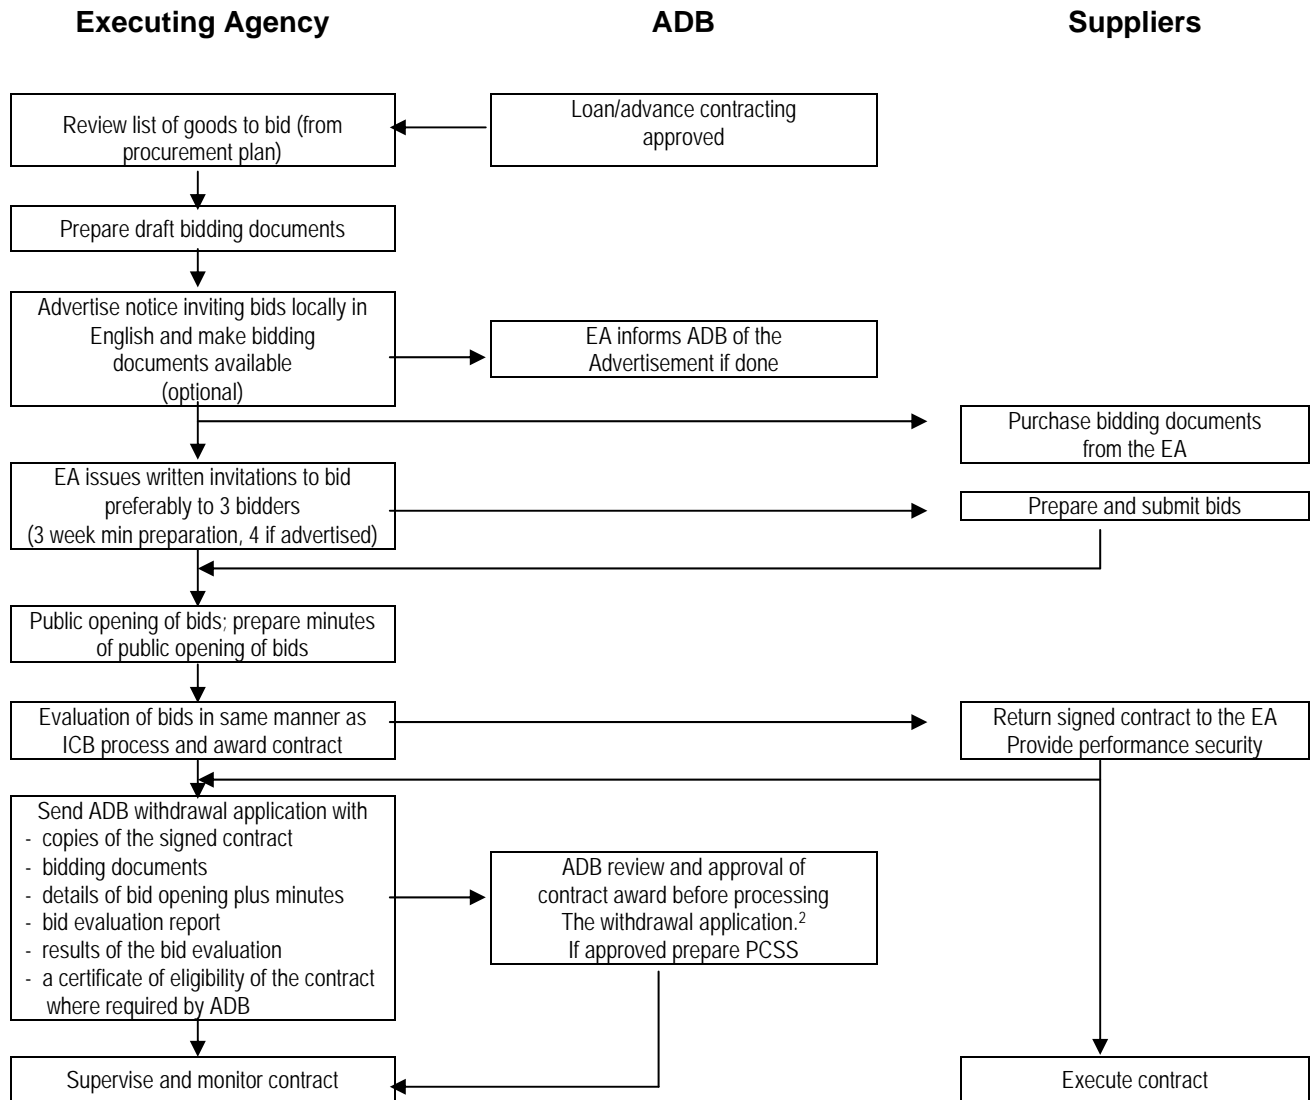 Executing Agency
ADB
Suppliers
Loan/advance contracting
approved
Review list of goods to bid (from
procurement plan)
Prepare draft bidding documents
Advertise notice inviting bids locally in
English and make bidding
documents available
(optional)
EA informs ADB of the
Advertisement if done
Purchase bidding documents
from the EA
EA issues written invitations to bid
preferably to 3 bidders
(3 week min preparation, 4 if advertised)
Prepare and submit bids
Public opening of bids; prepare minutes
of public opening of bids
Evaluation of bids in same manner as
ICB process and award contract
Return signed contract to the EA
Provide performance security
Send ADB withdrawal application with
- copies of the signed contract
- bidding documents
- details of bid opening plus minutes
- bid evaluation report
- results of the bid evaluation
- a certificate of eligibility of the contract
where required by ADB
ADB review and approval of
contract award before processing
The withdrawal application.²
If approved prepare PCSS
Supervise and monitor contract
Execute contract